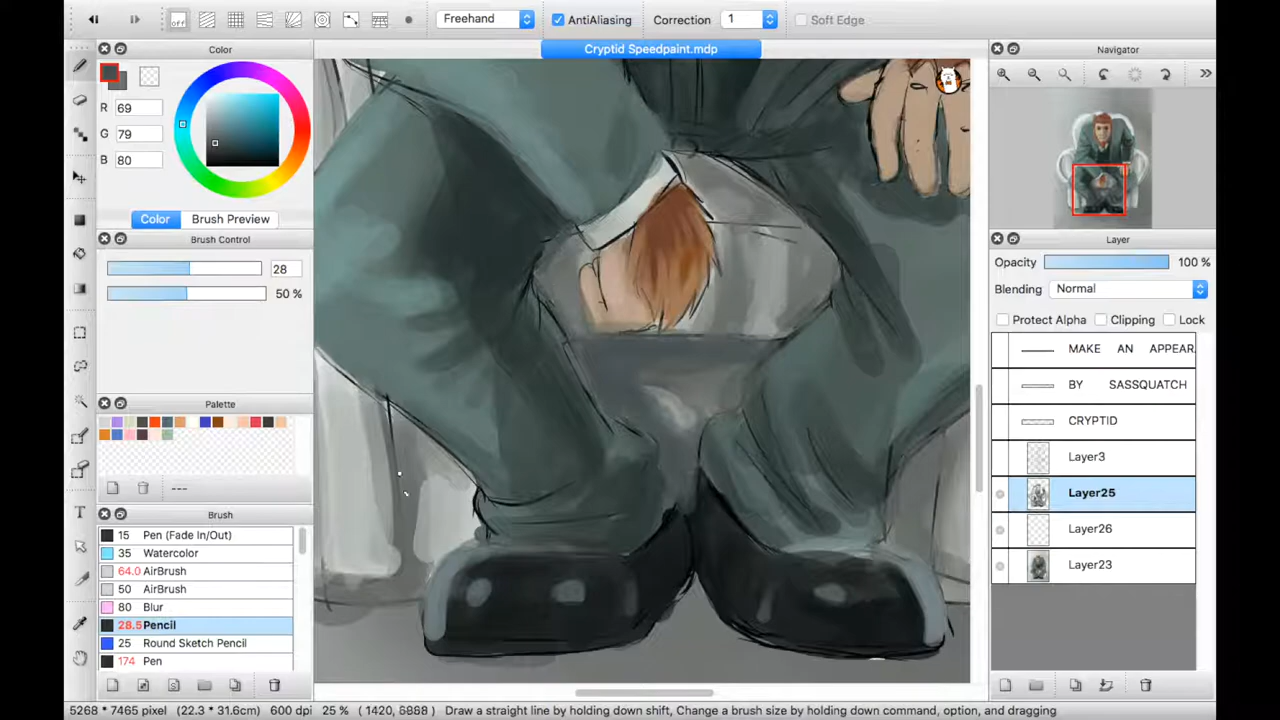 off Freehand AntiAliasing Correction 1 Soft Edge
Color Cryptid Speedpaint.mdp Navigator
R 69
G 79
B 80
Color Brush Preview
Brush Control Layer
Opacity 100 %
28
Blending Normal
50 %
Protect Alpha Clipping Lock
MAKE AN APPEAR
BY SASSQUATCH
Palette
CRYPTID
Layer3
---
Layer25
Brush
15 Pen (Fade In/Out)
Layer26
35 Watercolor
Layer23
64.0 AirBrush
50 AirBrush
80 Blur
28.5 Pencil
25 Round Sketch Pencil
174 Pen
T
5268 * 7465 pixel (22.3 * 31.6cm) 600 dpi 25 % Draw a straight line by holding down shift, Change a brush size by holding down command, option, and dragging